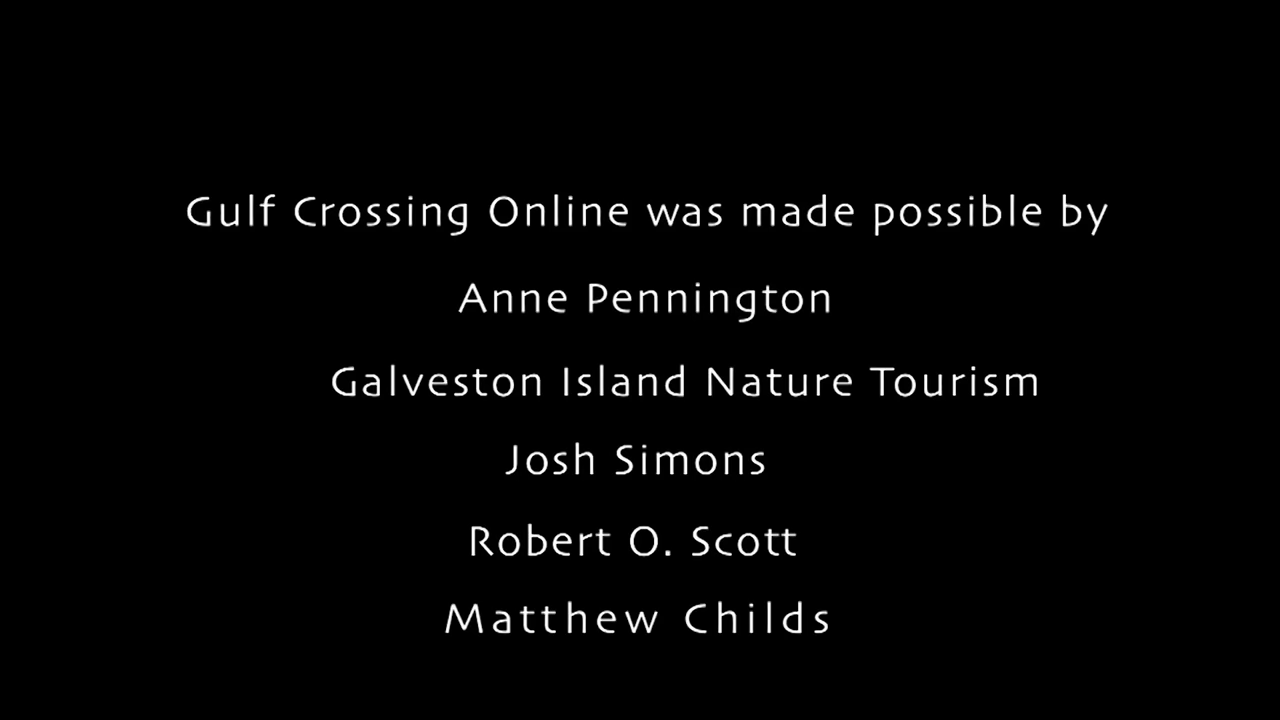 Gulf Crossing Online was made possible by
Anne Pennington
Galveston Island Nature Tourism
Josh Simons
Robert O. Scott
Matthew Childs